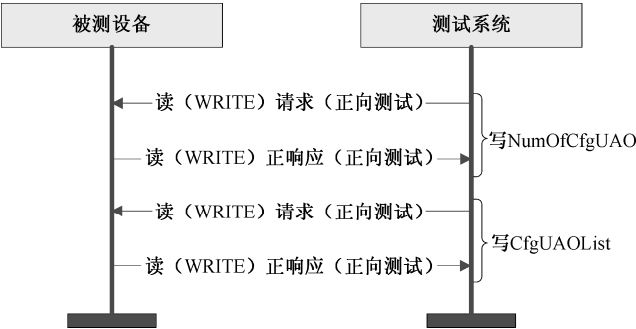 被测设备
测试系统
读（WRITE）请求（正向测试）
读（WRITE）正响应（正向测试）
写NumOfCfgUAO
读（WRITE）请求（正向测试）
读（WRITE）正响应（正向测试）
写CfgUAOList